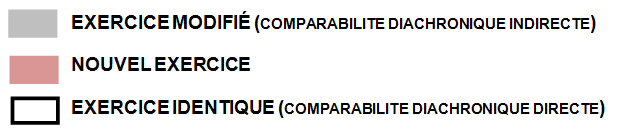 EXERCICE MODIFIÉ (COMPARABILITE DIACHRONIQUE INDIRECTE)
NOUVEL EXERCICE
EXERCICE IDENTIQUE (COMPARABILITE DIACHRONIQUE DIRECTE)